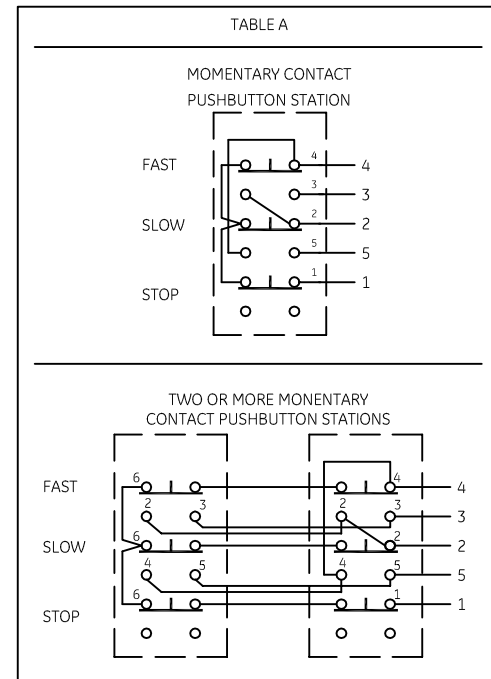 TABLE A
MOMENTARY CONTACT
PUSHBUTTON STATION
FAST 4 4
3 3
SLOW 2 2
5 5
STOP 1 1
TWO OR MORE MONENTARY
CONTACT PUSHBUTTON STATIONS
FAST 6 4 4
2 3 2 3 3
SLOW 6 2 2
4 5 4 5 5
STOP 6 1 1